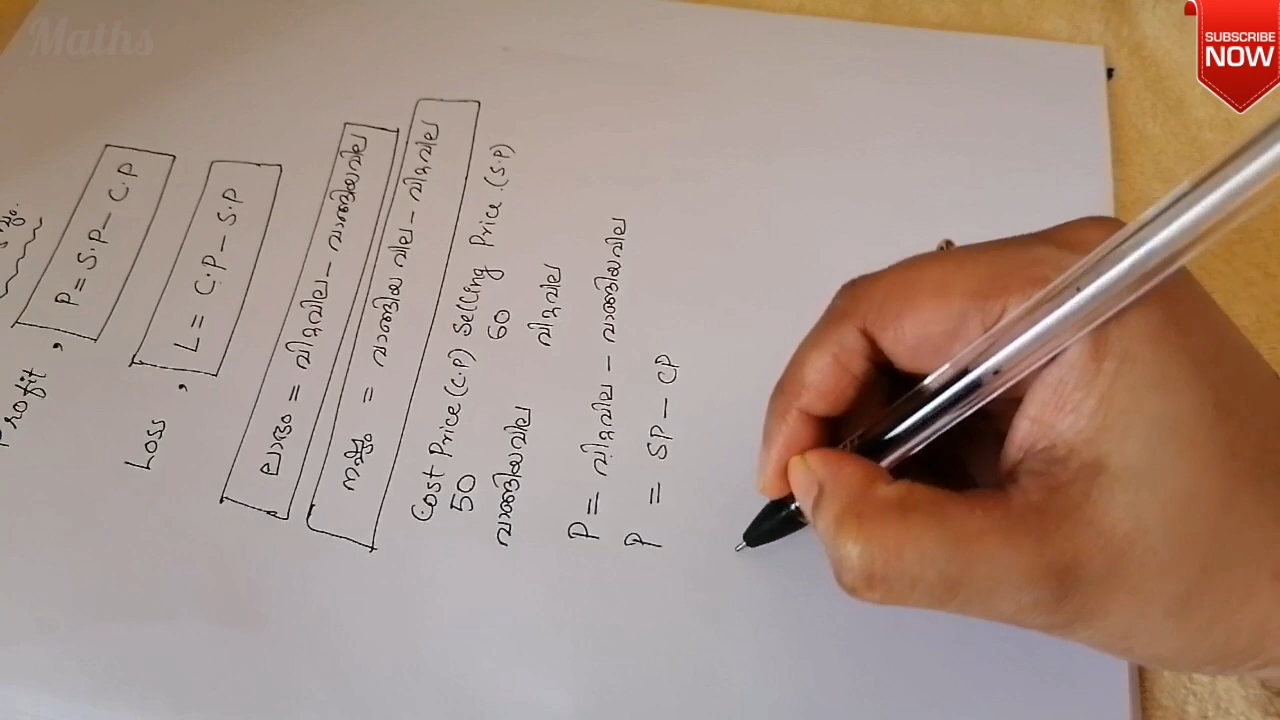 Maths
SUBSCRIBE
NOW
Profit , P = S.P - C.P
Loss , L = C.P - S.P
ലാഭം = വിറ്റവില - വാങ്ങിയവില
നഷ്ടം = വാങ്ങിയ വില - വിറ്റവില
Cost Price (C.P) Selling Price (S.P)
50 60
വാങ്ങിയവില വിറ്റവില
P = വിറ്റവില - വാങ്ങിയവില
P = SP - CP